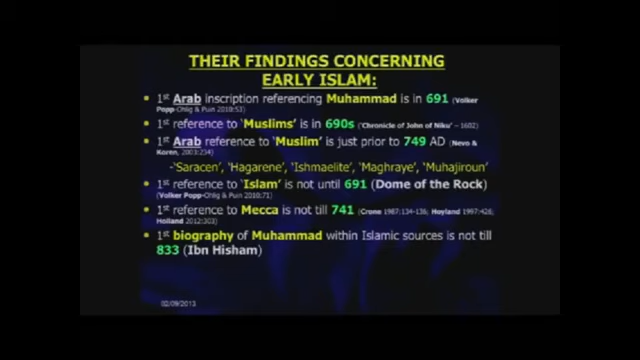 THEIR FINDINGS CONCERNING
EARLY ISLAM:
• 1st Arab inscription referencing Muhammad is in 691 (Volker
Popp-Ohlig & Puin 2010:53)
• 1st reference to 'Muslims' is in 690s ('Chronicle of John of Niku' – 1602)
• 1st Arab reference to 'Muslim' is just prior to 749 AD (Nevo &
Koren, 2003:234)
-'Saracen', 'Hagarene', 'Ishmaelite', 'Maghraye', 'Muhajiroun'
• 1st reference to 'Islam' is not until 691 (Dome of the Rock)
(Volker Popp-Ohlig & Puin 2010:71)
• 1st reference to Mecca is not till 741 (Crone 1987:134-136; Hoyland 1997:426;
Holland 2012:303)
• 1st biography of Muhammad within Islamic sources is not till
833 (Ibn Hisham)
02/09/2013